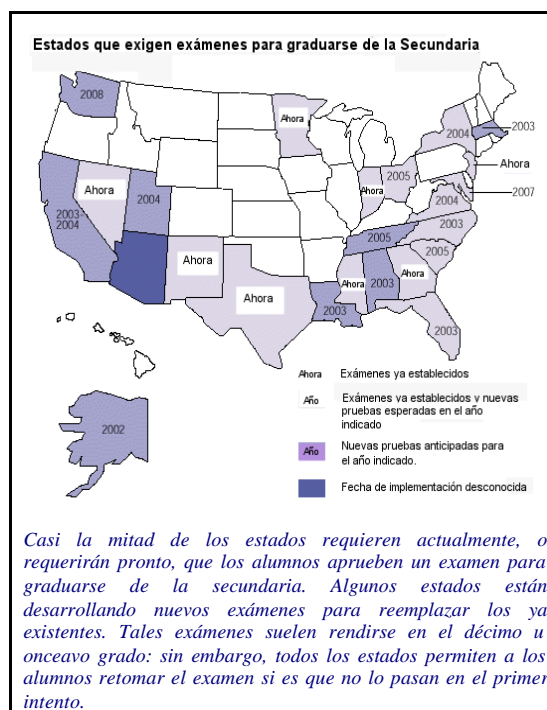 Estados que exigen exámenes para graduarse de la Secundaria
2008
Ahora
2004
2003
Ahora
2005
Ahora
Ahora
2004
2007
2003-
2004
2004
2003
2005
2005
Ahora
Ahora
2003
Ahora
Ahora
2003
2003
2002
Ahora Exámenes ya establecidos
Año Exámenes ya establecidos y nuevas
pruebas esperadas en el año
indicado
Año Nuevas pruebas anticipadas para
el año indicado.
Fecha de implementación desconocida
Casi la mitad de los estados requieren actualmente, o
requerirán pronto, que los alumnos aprueben un examen para
graduarse de la secundaria. Algunos estados están
desarrollando nuevos exámenes para reemplazar los ya
existentes. Tales exámenes suelen rendirse en el décimo u
onceavo grado: sin embargo, todos los estados permiten a los
alumnos retomar el examen si es que no lo pasan en el primer
intento.